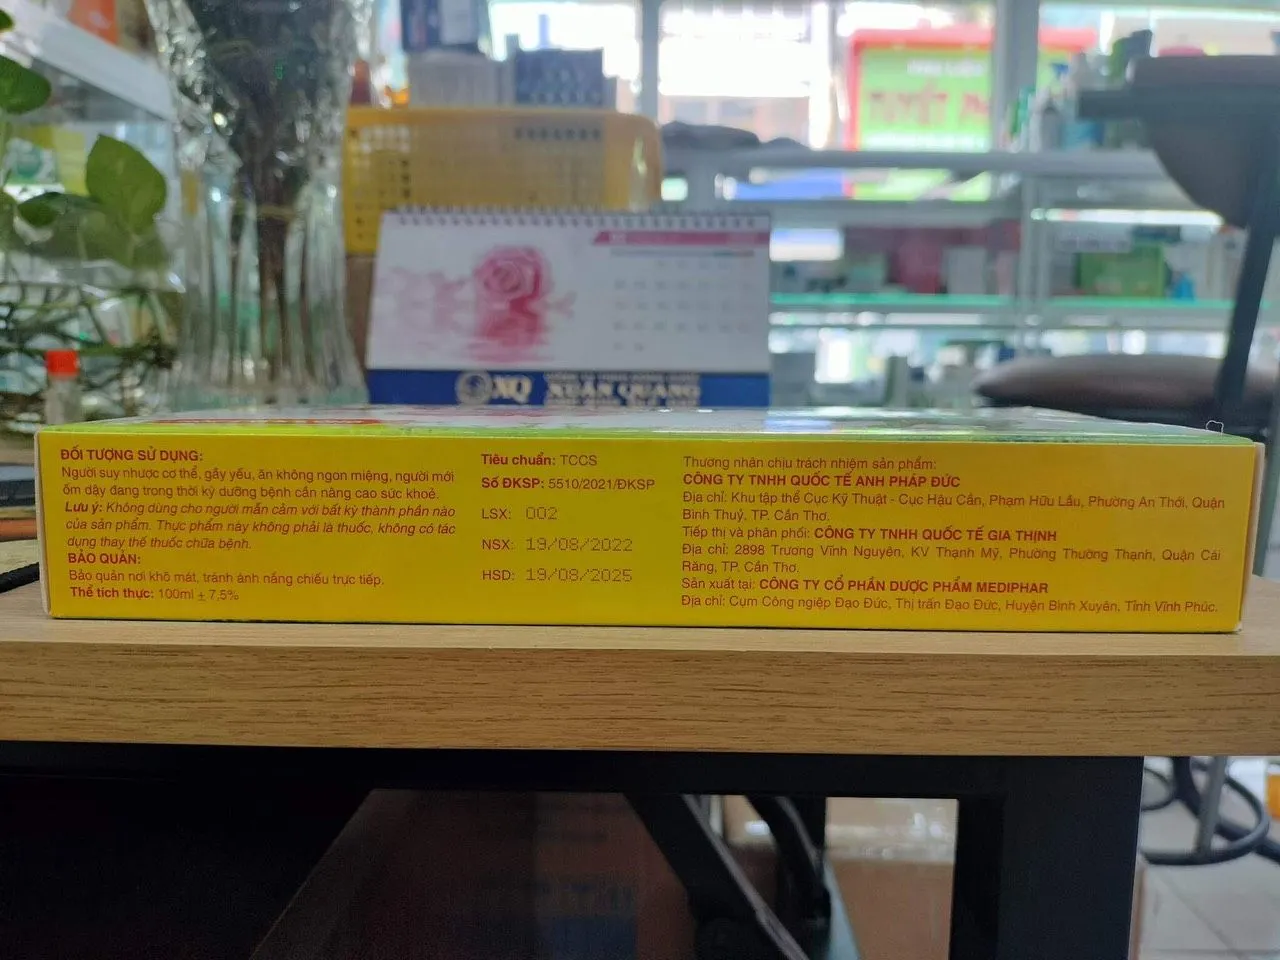 TUYẾT
XQ
XUÂN QUANG
ĐỐI TƯỢNG SỬ DỤNG:
Người suy nhược cơ thể, gầy yếu, ăn không ngon miệng, người mới
ốm dậy đang trong thời kỳ dưỡng bệnh cần nâng cao sức khoẻ.
Lưu ý: Không dùng cho người mẫn cảm với bất kỳ thành phần nào
của sản phẩm. Thực phẩm này không phải là thuốc, không có tác
dụng thay thế thuốc chữa bệnh.
BẢO QUẢN:
Bảo quản nơi khô mát, tránh ánh nắng chiếu trực tiếp.
Thể tích thực: 100ml ± 7,5%
Tiêu chuẩn: TCCS
Số ĐKSP: 5510/2021/ĐKSP
LSX: 002
NSX: 19/08/2022
HSD: 19/08/2025
Thương nhân chịu trách nhiệm sản phẩm:
CÔNG TY TNHH QUỐC TẾ ANH PHÁP ĐỨC
Địa chỉ: Khu tập thể Cục Kỹ Thuật - Cục Hậu Cần, Phạm Hữu Lầu, Phường An Thới, Quận
Bình Thuỷ, TP. Cần Thơ.
Tiếp thị và phân phối: CÔNG TY TNHH QUỐC TẾ GIA THỊNH
Địa chỉ: 2898 Trương Vĩnh Nguyên, KV Thạnh Mỹ, Phường Thường Thạnh, Quận Cái
Răng, TP. Cần Thơ.
Sản xuất tại: CÔNG TY CỔ PHẦN DƯỢC PHẨM MEDIPHAR
Địa chỉ: Cụm Công ngiệp Đạo Đức, Thị trấn Đạo Đức, Huyện Bình Xuyên, Tỉnh Vĩnh Phúc.